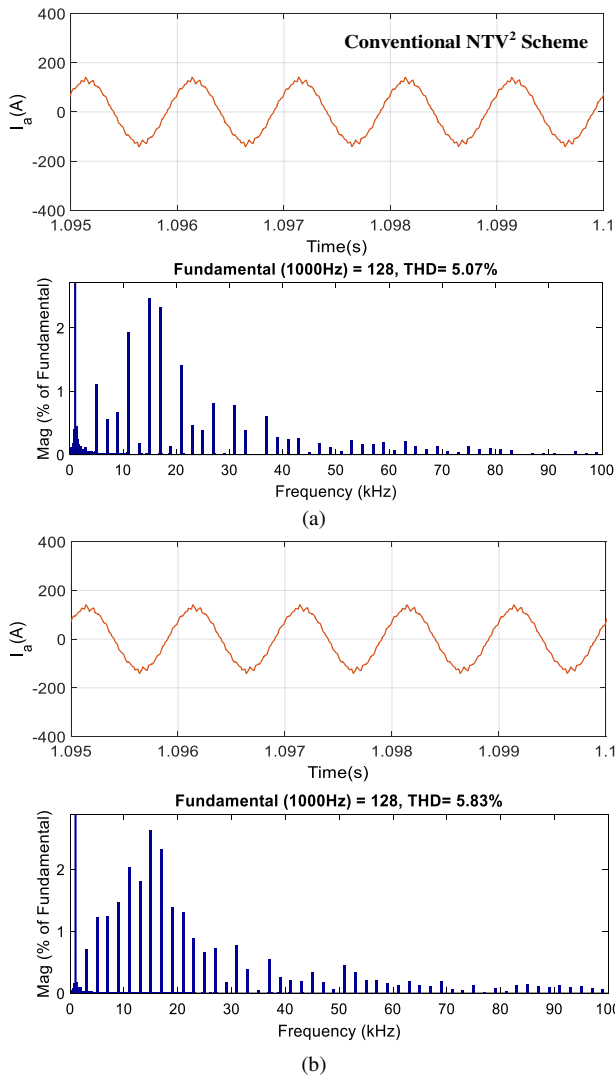 400
200
0
-200
-400
I_a(A)
Conventional NTV² Scheme
1.095 1.096 1.097 1.098 1.099 1.1
Time(s)
Fundamental (1000Hz) = 128, THD= 5.07%
Mag (% of Fundamental)
2
1
0
0 10 20 30 40 50 60 70 80 90 100
Frequency (kHz)
(a)
400
200
0
-200
-400
I_a(A)
1.095 1.096 1.097 1.098 1.099 1.1
Time(s)
Fundamental (1000Hz) = 128, THD= 5.83%
Mag (% of Fundamental)
2
1
0
0 10 20 30 40 50 60 70 80 90 100
Frequency (kHz)
(b)